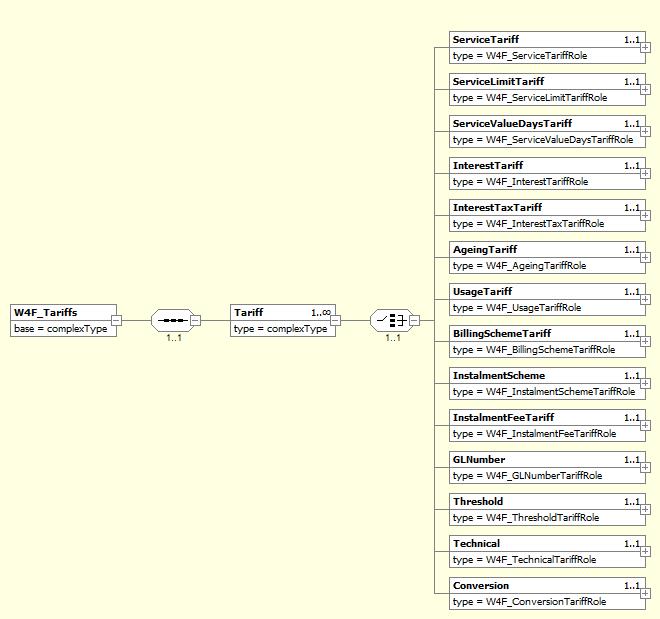 ServiceTariff 1..1
type = W4F_ServiceTariffRole
ServiceLimitTariff 1..1
type = W4F_ServiceLimitTariffRole
ServiceValueDaysTariff 1..1
type = W4F_ServiceValueDaysTariffRole
InterestTariff 1..1
type = W4F_InterestTariffRole
InterestTaxTariff 1..1
type = W4F_InterestTaxTariffRole
AgeingTariff 1..1
type = W4F_AgeingTariffRole
UsageTariff 1..1
type = W4F_UsageTariffRole
W4F_Tariffs
base = complexType
1..1
Tariff 1..∞
type = complexType
1..1
BillingSchemeTariff 1..1
type = W4F_BillingSchemeTariffRole
InstalmentScheme 1..1
type = W4F_InstalmentSchemeTariffRole
InstalmentFeeTariff 1..1
type = W4F_InstalmentFeeTariffRole
GLNumber 1..1
type = W4F_GLNumberTariffRole
Threshold 1..1
type = W4F_ThresholdTariffRole
Technical 1..1
type = W4F_TechnicalTariffRole
Conversion 1..1
type = W4F_ConversionTariffRole